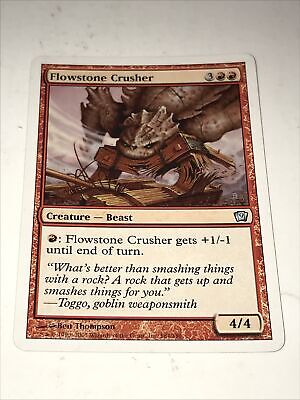 Flowstone Crusher 3
Creature — Beast
: Flowstone Crusher gets +1/-1
until end of turn.
"What's better than smashing things
with a rock? A rock that gets up and
smashes things for you."
—Toggo, goblin weaponsmith
Ben Thompson
4/4